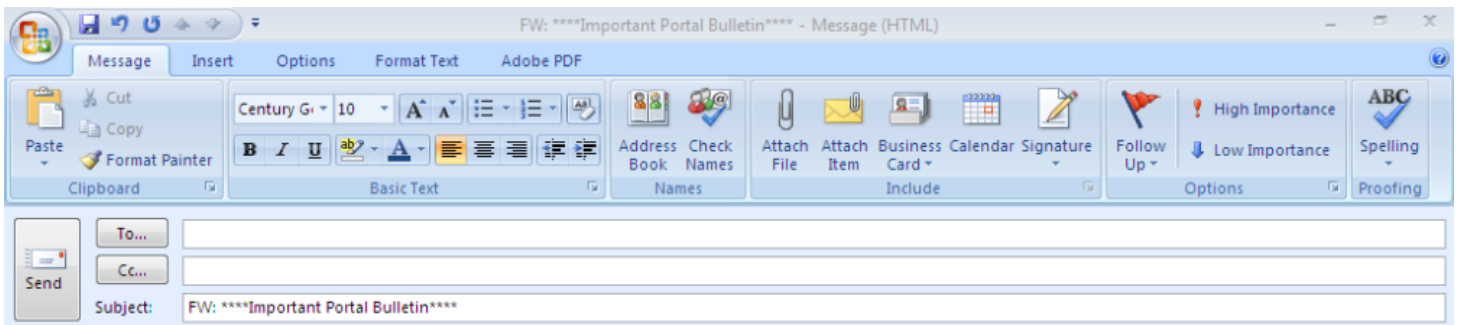 FW: ****Important Portal Bulletin**** - Message (HTML)
Message Insert Options Format Text Adobe PDF
Paste
Cut
Copy
Format Painter
Clipboard
Century G 10
B I U ab A
Basic Text
Address Book
Check Names
Names
Attach File
Attach Item
Business Card
Calendar
Signature
Include
Follow Up
High Importance
Low Importance
Options
ABC
Spelling
Proofing
Send
To...
Cc...
Subject: FW: ****Important Portal Bulletin****